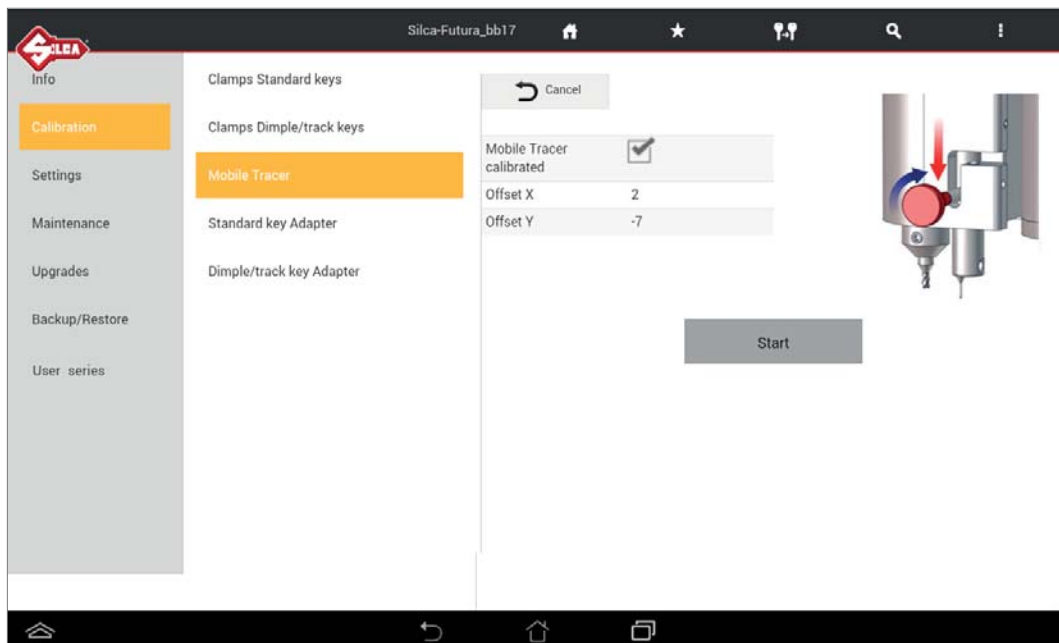 Silca-Futura_bb17
SILCA
Info
Calibration
Settings
Maintenance
Upgrades
Backup/Restore
User series
Clamps Standard keys
Clamps Dimple/track keys
Mobile Tracer
Standard key Adapter
Dimple/track key Adapter
Cancel
Mobile Tracer
calibrated
Offset X 2
Offset Y -7
Start